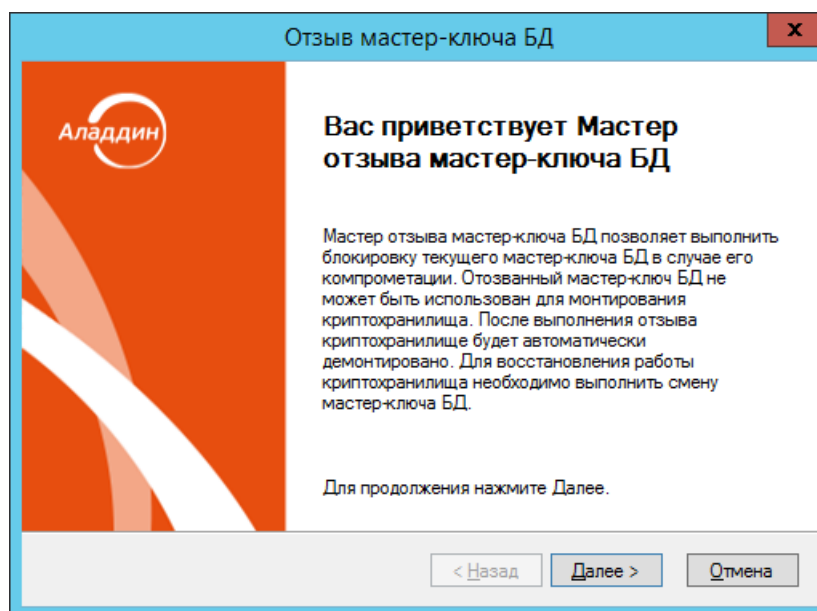 Отзыв мастер-ключа БД
x
Аладдин
Вас приветствует Мастер
отзыва мастер-ключа БД
Мастер отзыва мастер-ключа БД позволяет выполнить
блокировку текущего мастер-ключа БД в случае его
компрометации. Отозванный мастер-ключ БД не
может быть использован для монтирования
криптохранилища. После выполнения отзыва
криптохранилище будет автоматически
демонтировано. Для восстановления работы
криптохранилища необходимо выполнить смену
мастер-ключа БД.
Для продолжения нажмите Далее.
< Назад Далее > Отмена